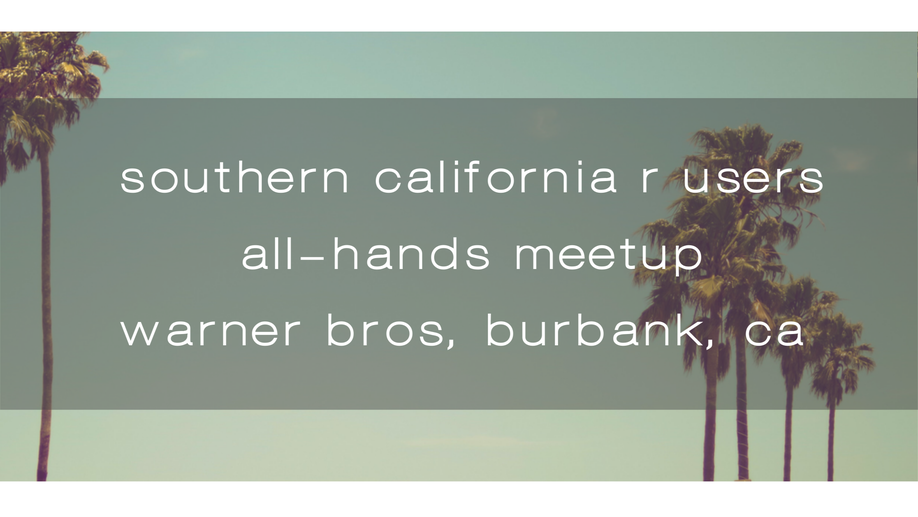 southern california r users
all-hands meetup
warner bros, burbank, ca